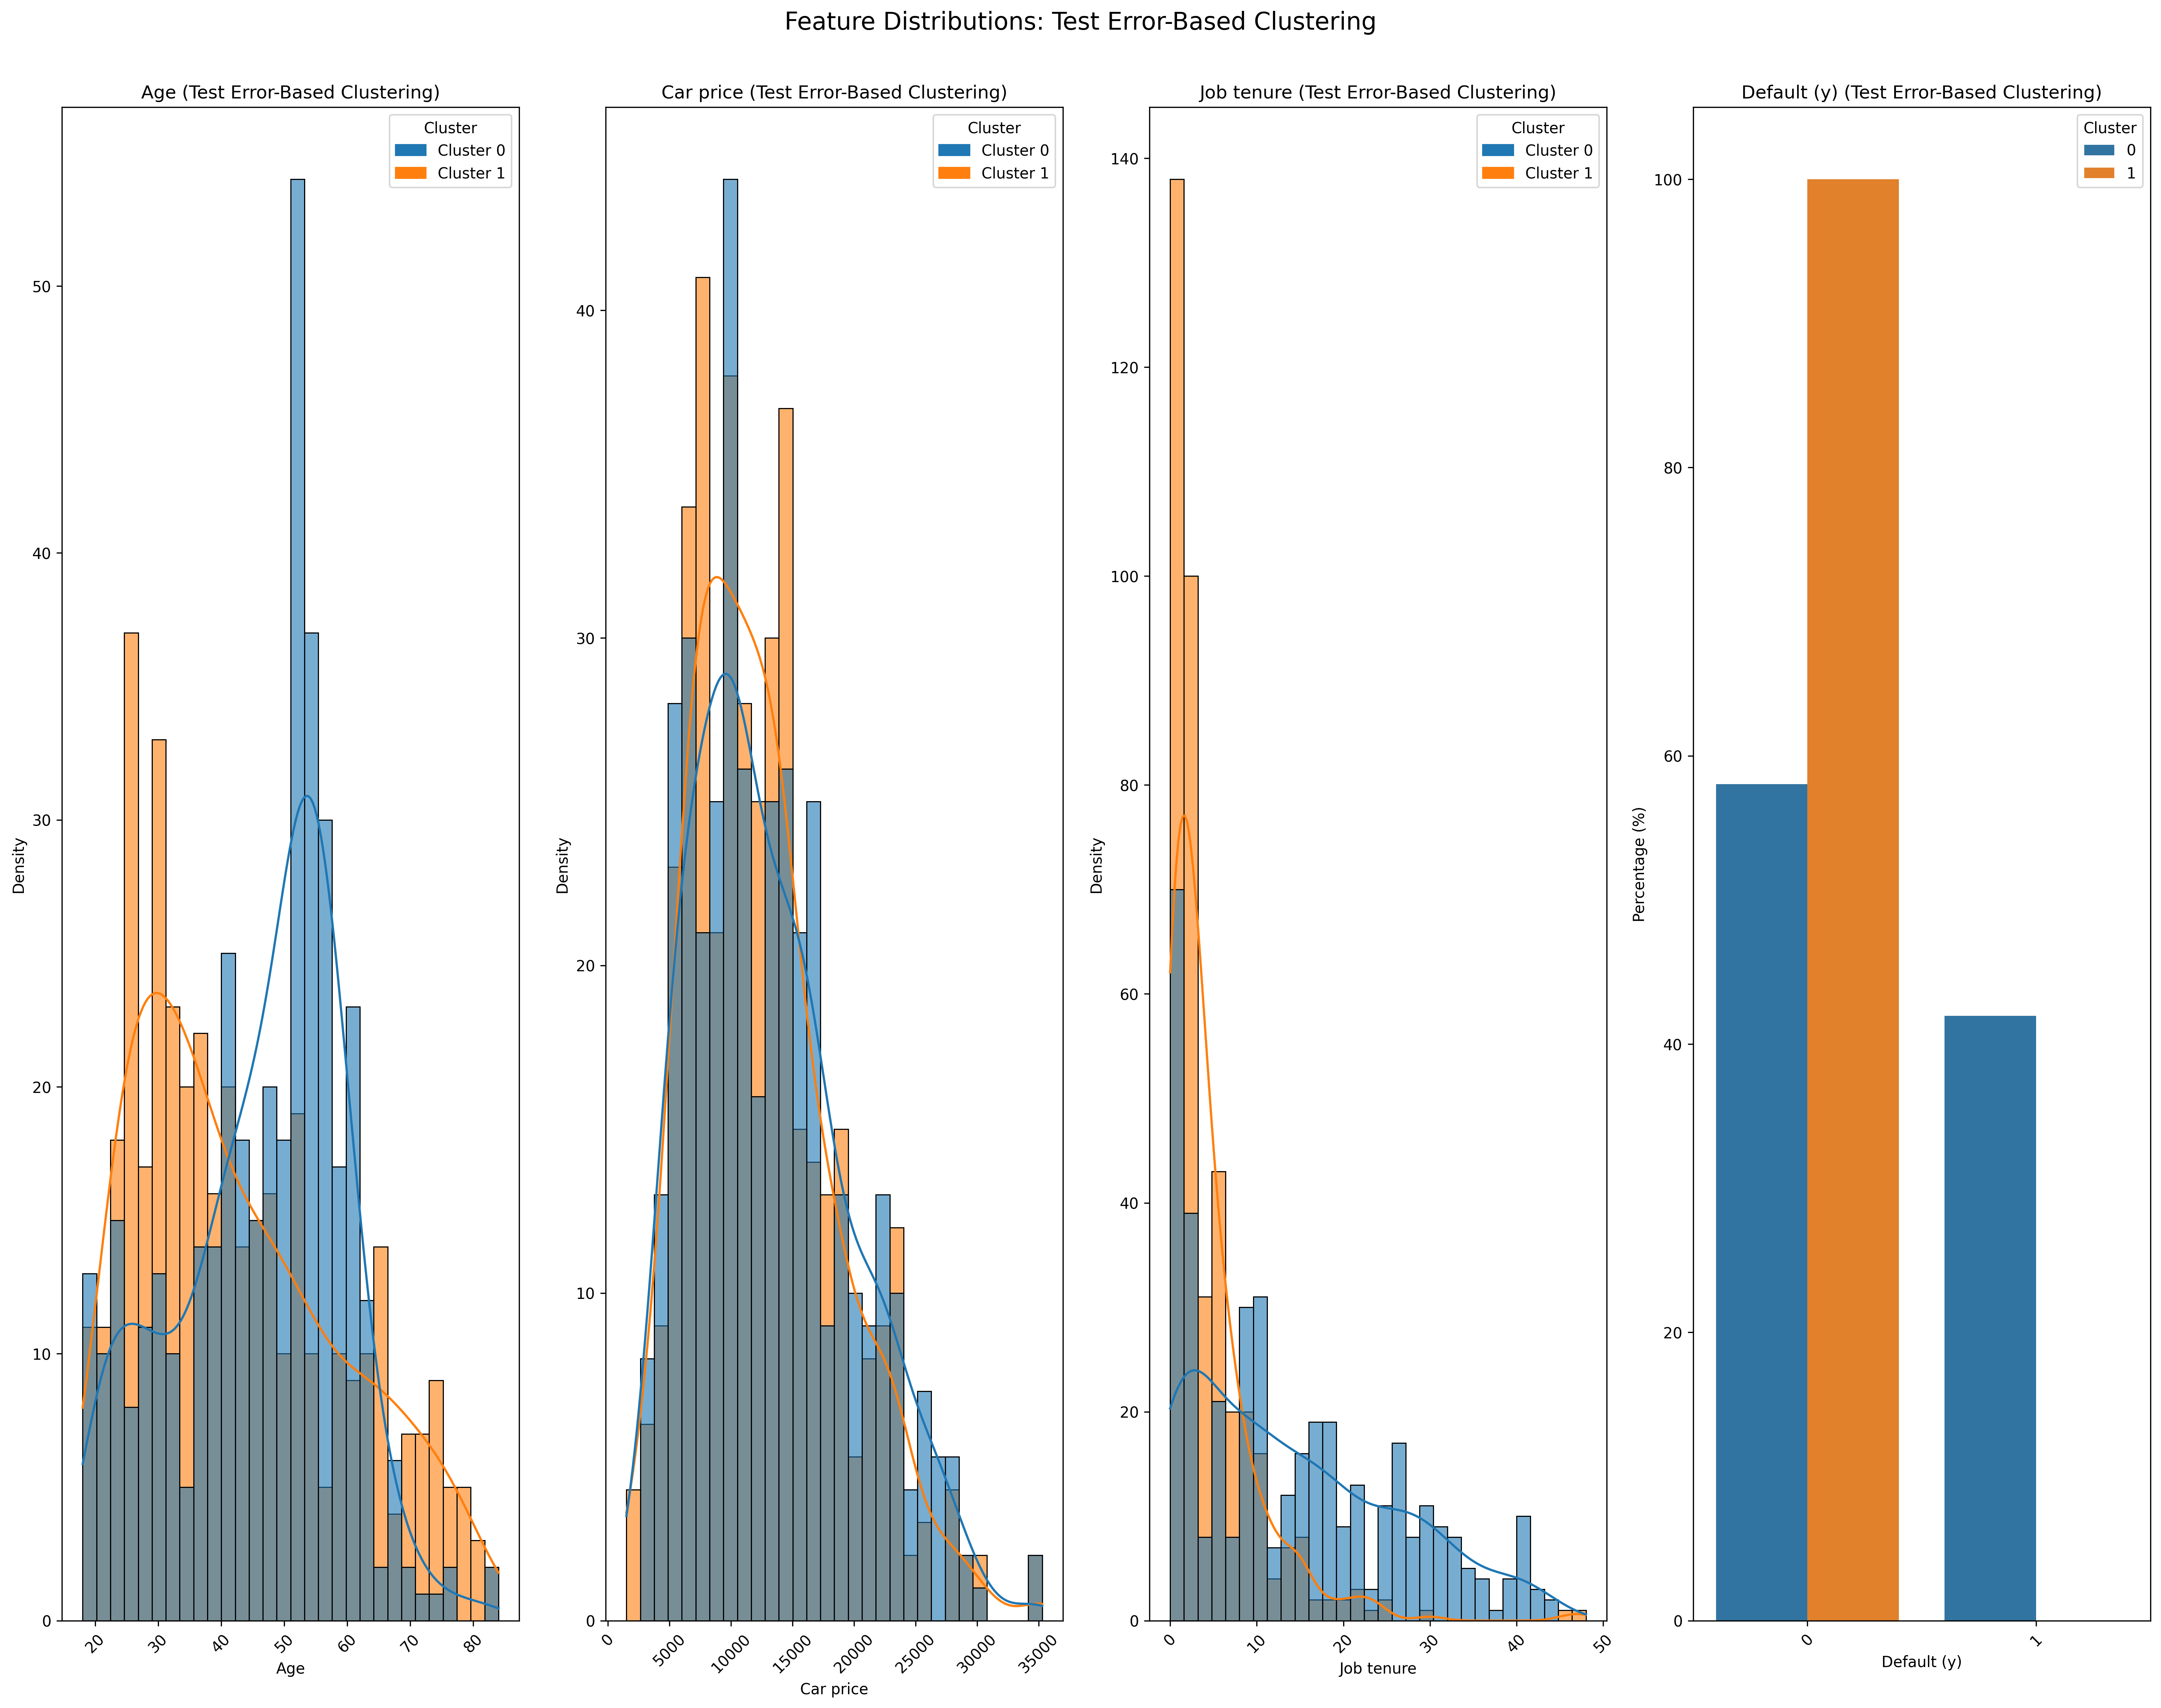 Feature Distributions: Test Error-Based Clustering
Age (Test Error-Based Clustering)
Cluster
Cluster 0
Cluster 1
Density
50
40
30
20
10
0
20
30
40
50
60
70
80
Age
Car price (Test Error-Based Clustering)
Cluster
Cluster 0
Cluster 1
Density
40
30
20
10
0
0
5000
10000
15000
20000
25000
30000
35000
Car price
Job tenure (Test Error-Based Clustering)
Cluster
Cluster 0
Cluster 1
Density
140
120
100
80
60
40
20
0
0
10
20
30
40
50
Job tenure
Default (y) (Test Error-Based Clustering)
Cluster
0
1
Percentage (%)
100
80
60
40
20
0
0
1
Default (y)